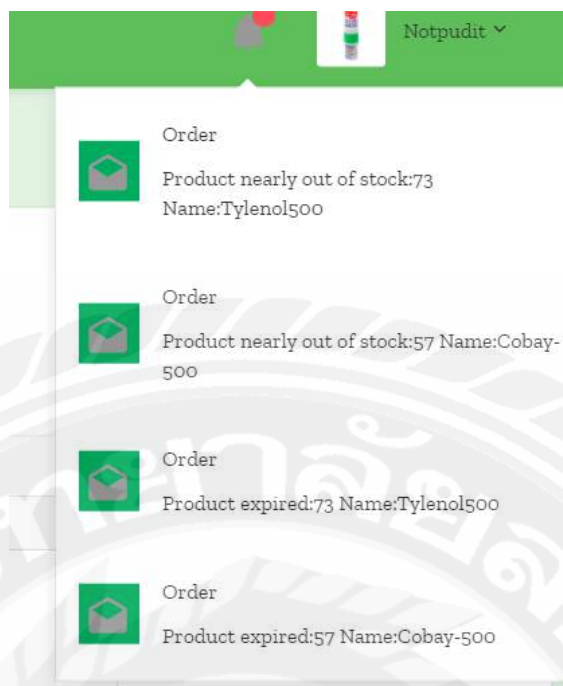 Notpudit
Order
Product nearly out of stock:73
Name:Tylenol500
Order
Product nearly out of stock:57 Name:Cobay-
500
Order
Product expired:73 Name:Tylenol500
Order
Product expired:57 Name:Cobay-500